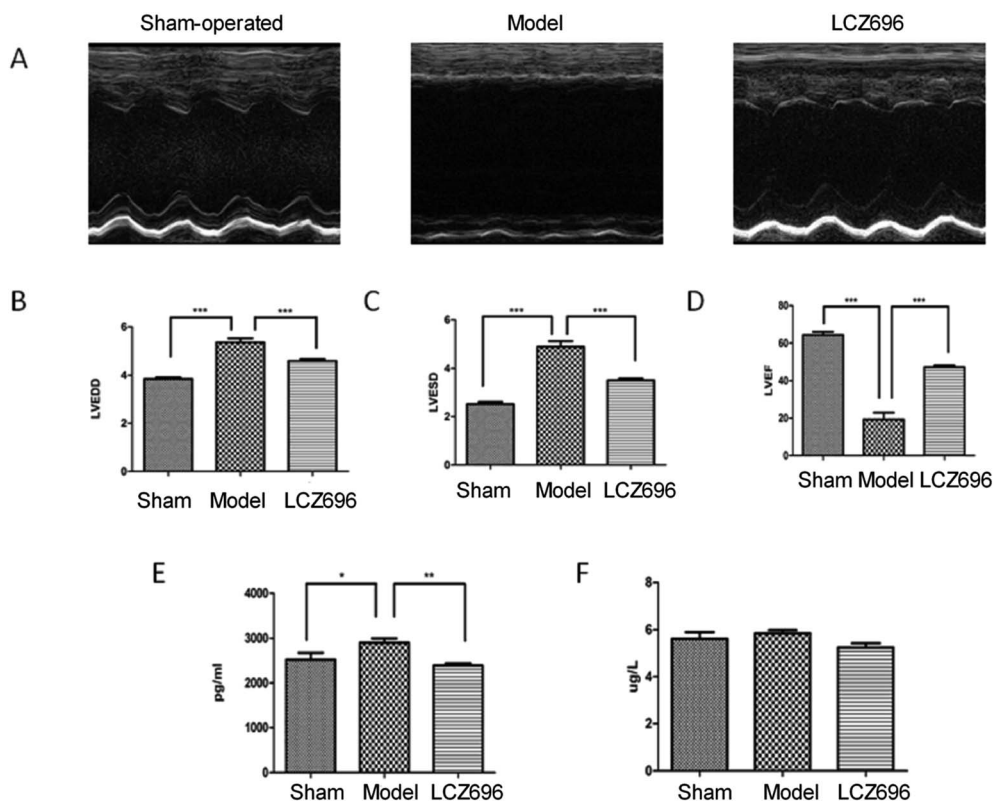 Sham-operated Model LCZ696
A
B
***
***
6
4
2
0
LVEDD
Sham Model LCZ696
C
***
***
6
4
2
0
LVESD
Sham Model LCZ696
D
***
***
80
60
40
20
0
LVEF
Sham Model LCZ696
E
*
**
4000
3000
2000
1000
0
pg/ml
Sham Model LCZ696
F
8
6
4
2
0
ug/L
Sham Model LCZ696